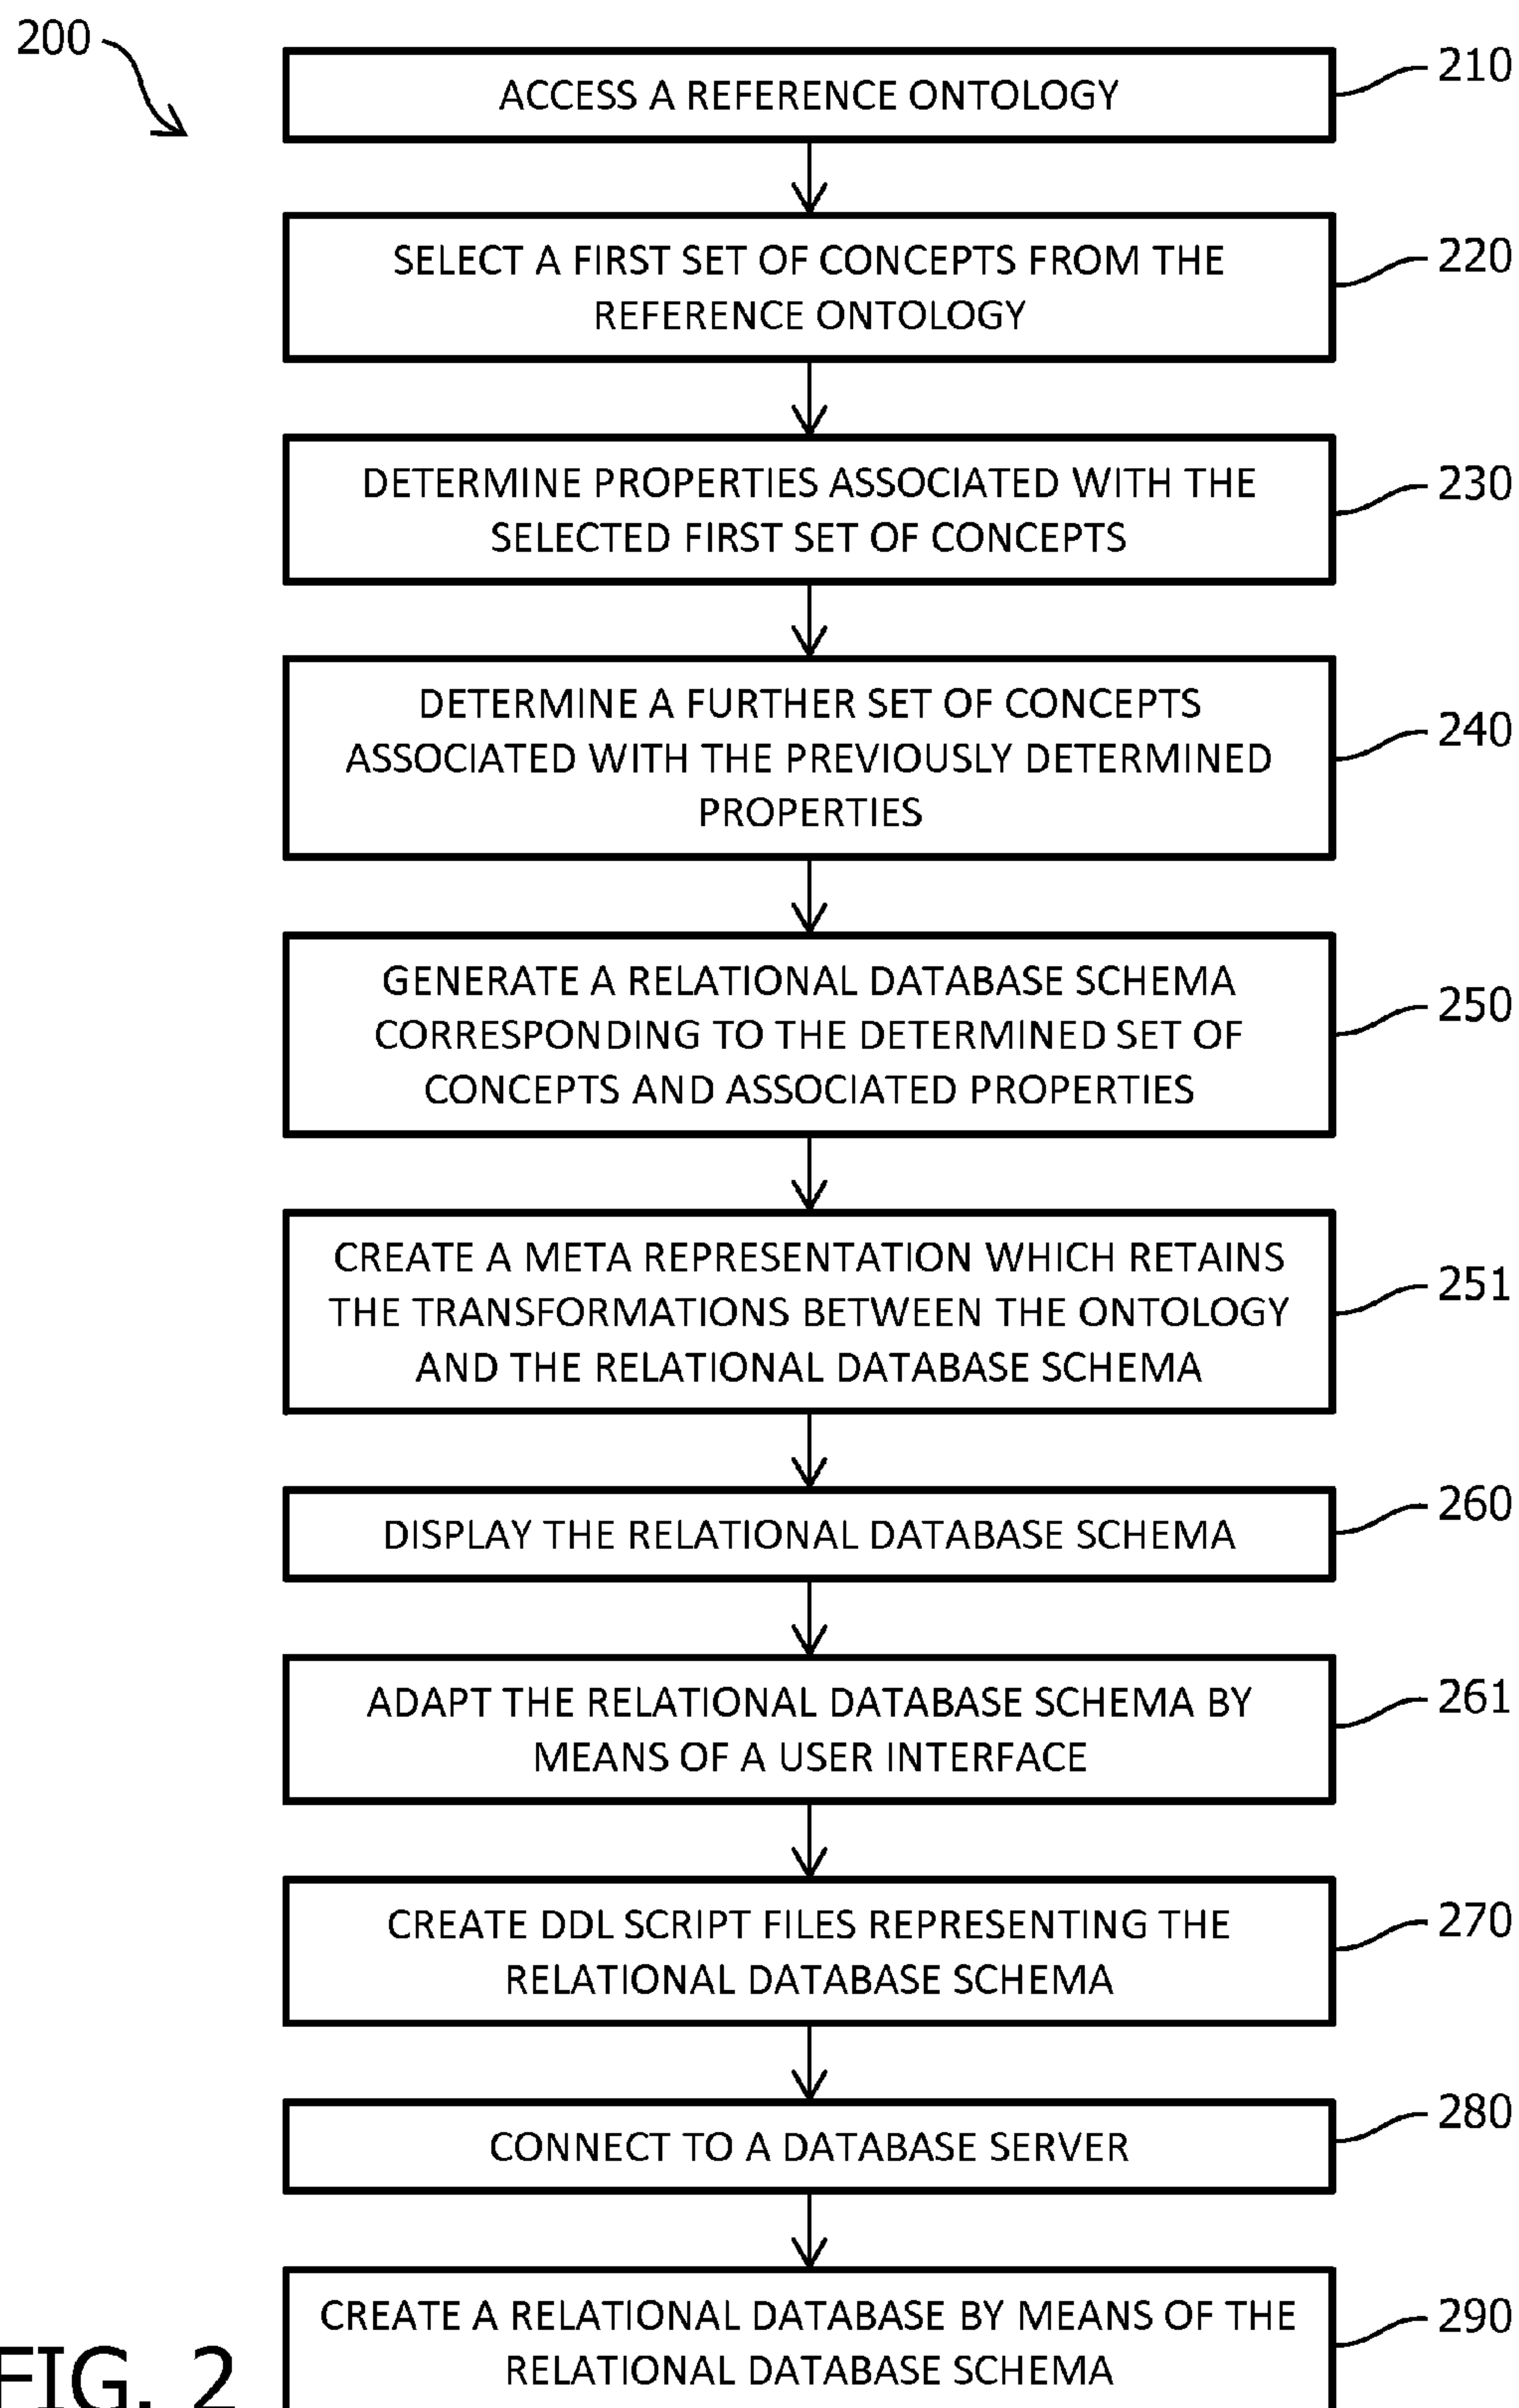 200
ACCESS A REFERENCE ONTOLOGY
210
SELECT A FIRST SET OF CONCEPTS FROM THE
REFERENCE ONTOLOGY
220
DETERMINE PROPERTIES ASSOCIATED WITH THE
SELECTED FIRST SET OF CONCEPTS
230
DETERMINE A FURTHER SET OF CONCEPTS
ASSOCIATED WITH THE PREVIOUSLY DETERMINED
PROPERTIES
240
GENERATE A RELATIONAL DATABASE SCHEMA
CORRESPONDING TO THE DETERMINED SET OF
CONCEPTS AND ASSOCIATED PROPERTIES
250
CREATE A META REPRESENTATION WHICH RETAINS
THE TRANSFORMATIONS BETWEEN THE ONTOLOGY
AND THE RELATIONAL DATABASE SCHEMA
251
DISPLAY THE RELATIONAL DATABASE SCHEMA
260
ADAPT THE RELATIONAL DATABASE SCHEMA BY
MEANS OF A USER INTERFACE
261
CREATE DDL SCRIPT FILES REPRESENTING THE
RELATIONAL DATABASE SCHEMA
270
CONNECT TO A DATABASE SERVER
280
CREATE A RELATIONAL DATABASE BY MEANS OF THE
RELATIONAL DATABASE SCHEMA
290
FIG. 2